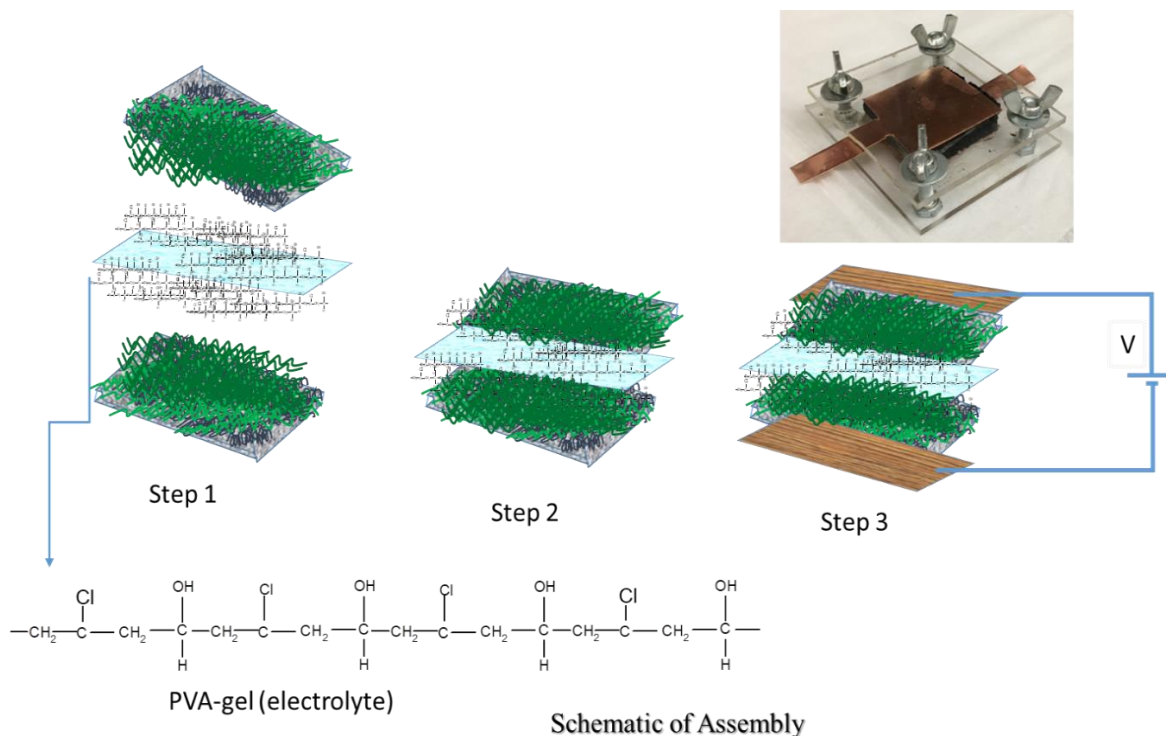 V
Step 1
Step 2
Step 3
Cl OH Cl OH Cl OH Cl OH
CH₂ C CH₂ C CH₂ C CH₂ C CH₂ C CH₂ C CH₂ C CH₂ C
H H H H
PVA-gel (electrolyte)
Schematic of Assembly